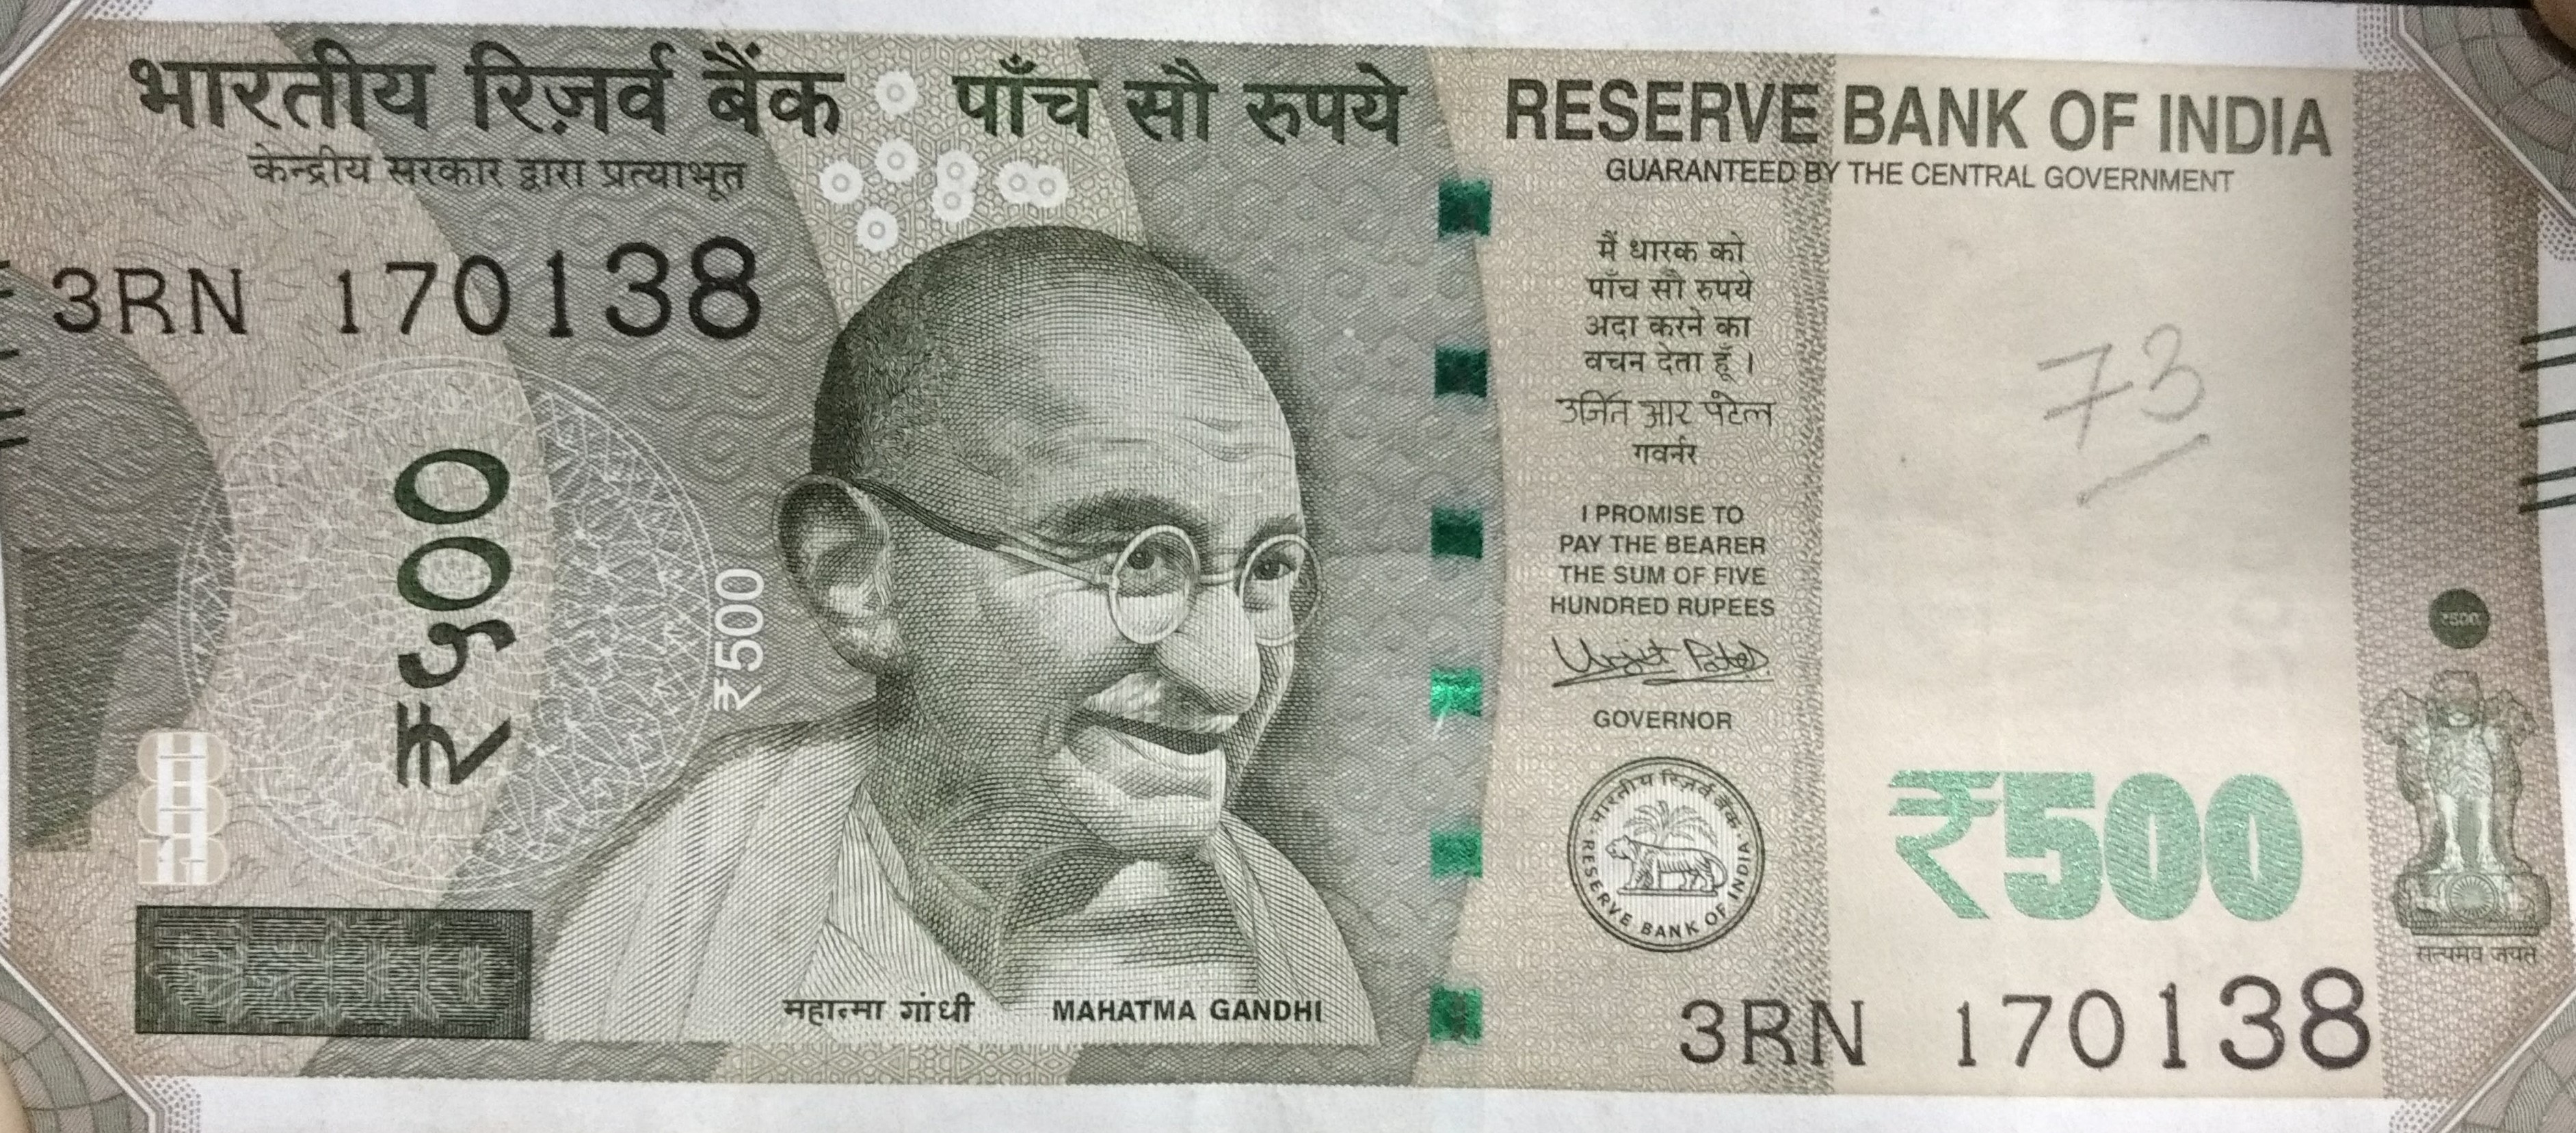 भारतीय रिज़र्व बैंक पाँच सौ रुपये
केन्द्रीय सरकार द्वारा प्रत्याभूत
3RN 170138
₹५००
₹500
महात्मा गांधी MAHATMA GANDHI
RESERVE BANK OF INDIA
GUARANTEED BY THE CENTRAL GOVERNMENT
मैं धारक को
पाँच सौ रुपये
अदा करने का
वचन देता हूँ ।
उर्जित आर पटेल
गवर्नर
I PROMISE TO
PAY THE BEARER
THE SUM OF FIVE
HUNDRED RUPEES
Urjit Patel
GOVERNOR
भारतीय रिज़र्व बैंक
RESERVE BANK OF INDIA
73
₹500
₹500
सत्यमेव जयते
3RN 170138